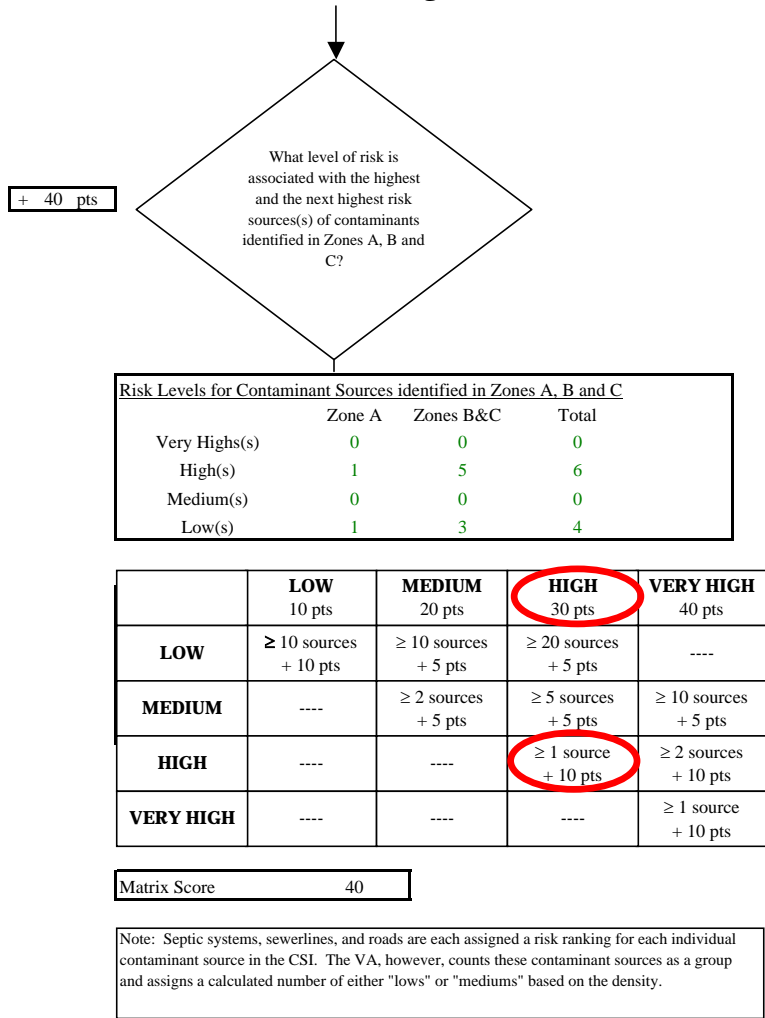 What level of risk is
associated with the highest
and the next highest risk
sources(s) of contaminants
identified in Zones A, B and
C?
+ 40 pts
Risk Levels for Contaminant Sources identified in Zones A, B and C
Zone A Zones B&C Total
Very Highs(s) 0 0 0
High(s) 1 5 6
Medium(s) 0 0 0
Low(s) 1 3 4
LOW MEDIUM HIGH VERY HIGH
10 pts 20 pts 30 pts 40 pts
LOW ≥ 10 sources ≥ 10 sources ≥ 20 sources ----
+ 10 pts + 5 pts + 5 pts
MEDIUM ---- ≥ 2 sources ≥ 5 sources ≥ 10 sources
+ 5 pts + 5 pts + 5 pts
HIGH ---- ---- ≥ 1 source ≥ 2 sources
+ 10 pts + 10 pts
VERY HIGH ---- ---- ---- ≥ 1 source
+ 10 pts
Matrix Score 40
Note: Septic systems, sewerlines, and roads are each assigned a risk ranking for each individual
contaminant source in the CSI. The VA, however, counts these contaminant sources as a group
and assigns a calculated number of either "lows" or "mediums" based on the density.